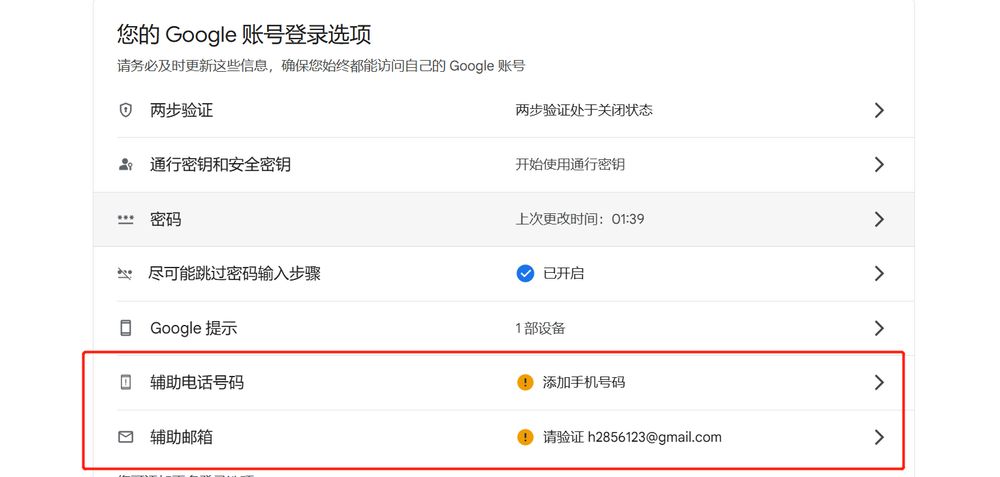 您的 Google 账号登录选项
请务必及时更新这些信息，确保您始终都能访问自己的 Google 账号
两步验证 两步验证处于关闭状态
通行密钥和安全密钥 开始使用通行密钥
密码 上次更改时间：01:39
尽可能跳过密码输入步骤 已开启
Google 提示 1 部设备
辅助电话号码 添加手机号码
辅助邮箱 请验证 h2856123@gmail.com